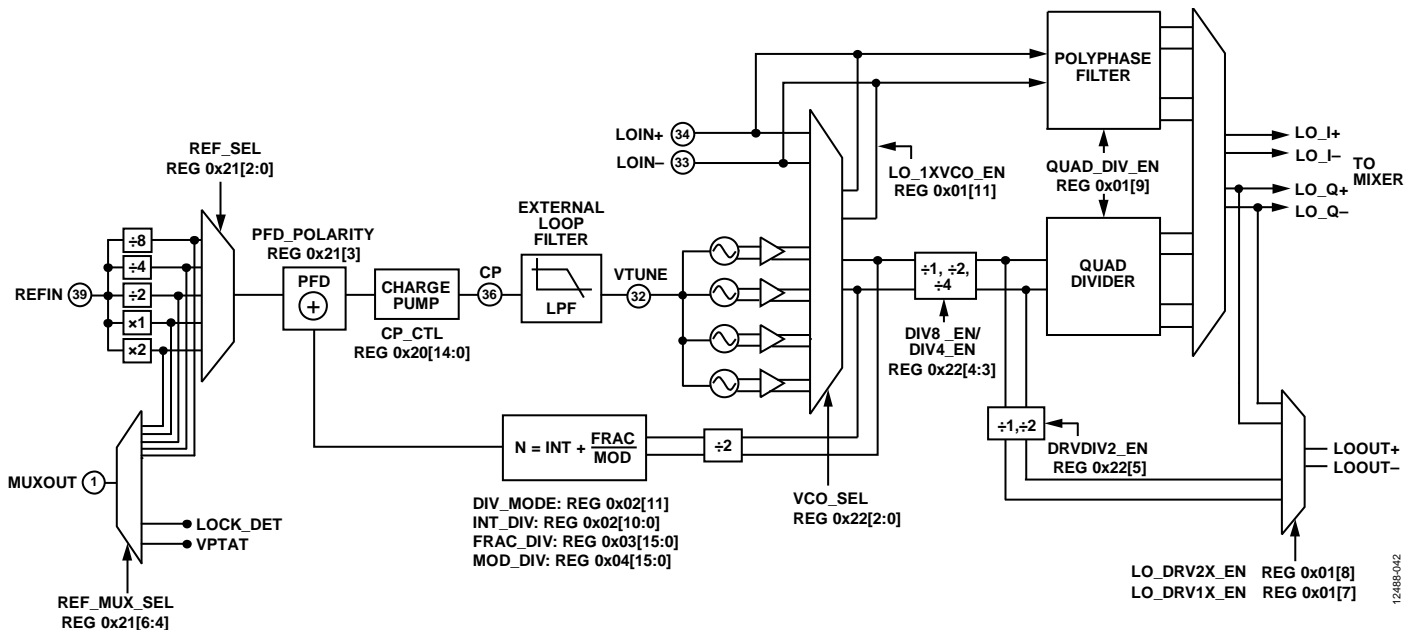 POLYPHASE
FILTER
LOIN+ 34
LOIN– 33
LO_1XVCO_EN
REG 0x01[11]
QUAD_DIV_EN
REG 0x01[9]
LO_I+
LO_I–
LO_Q+
LO_Q–
TO
MIXER
REF_SEL
REG 0x21[2:0]
÷8
÷4
÷2
×1
×2
REFIN 39
PFD_POLARITY
REG 0x21[3]
PFD
+
CHARGE
PUMP
CP_CTL
REG 0x20[14:0]
CP
36
EXTERNAL
LOOP
FILTER
LPF
VTUNE
32
÷1, ÷2,
÷4
DIV8_EN/
DIV4_EN
REG 0x22[4:3]
QUAD
DIVIDER
N = INT + FRAC
MOD
÷2
÷1,÷2
DRVDIV2_EN
REG 0x22[5]
LOOUT+
LOOUT–
MUXOUT 1
LOCK_DET
VPTAT
REF_MUX_SEL
REG 0x21[6:4]
DIV_MODE: REG 0x02[11]
INT_DIV: REG 0x02[10:0]
FRAC_DIV: REG 0x03[15:0]
MOD_DIV: REG 0x04[15:0]
VCO_SEL
REG 0x22[2:0]
LO_DRV2X_EN REG 0x01[8]
LO_DRV1X_EN REG 0x01[7]
12488-042